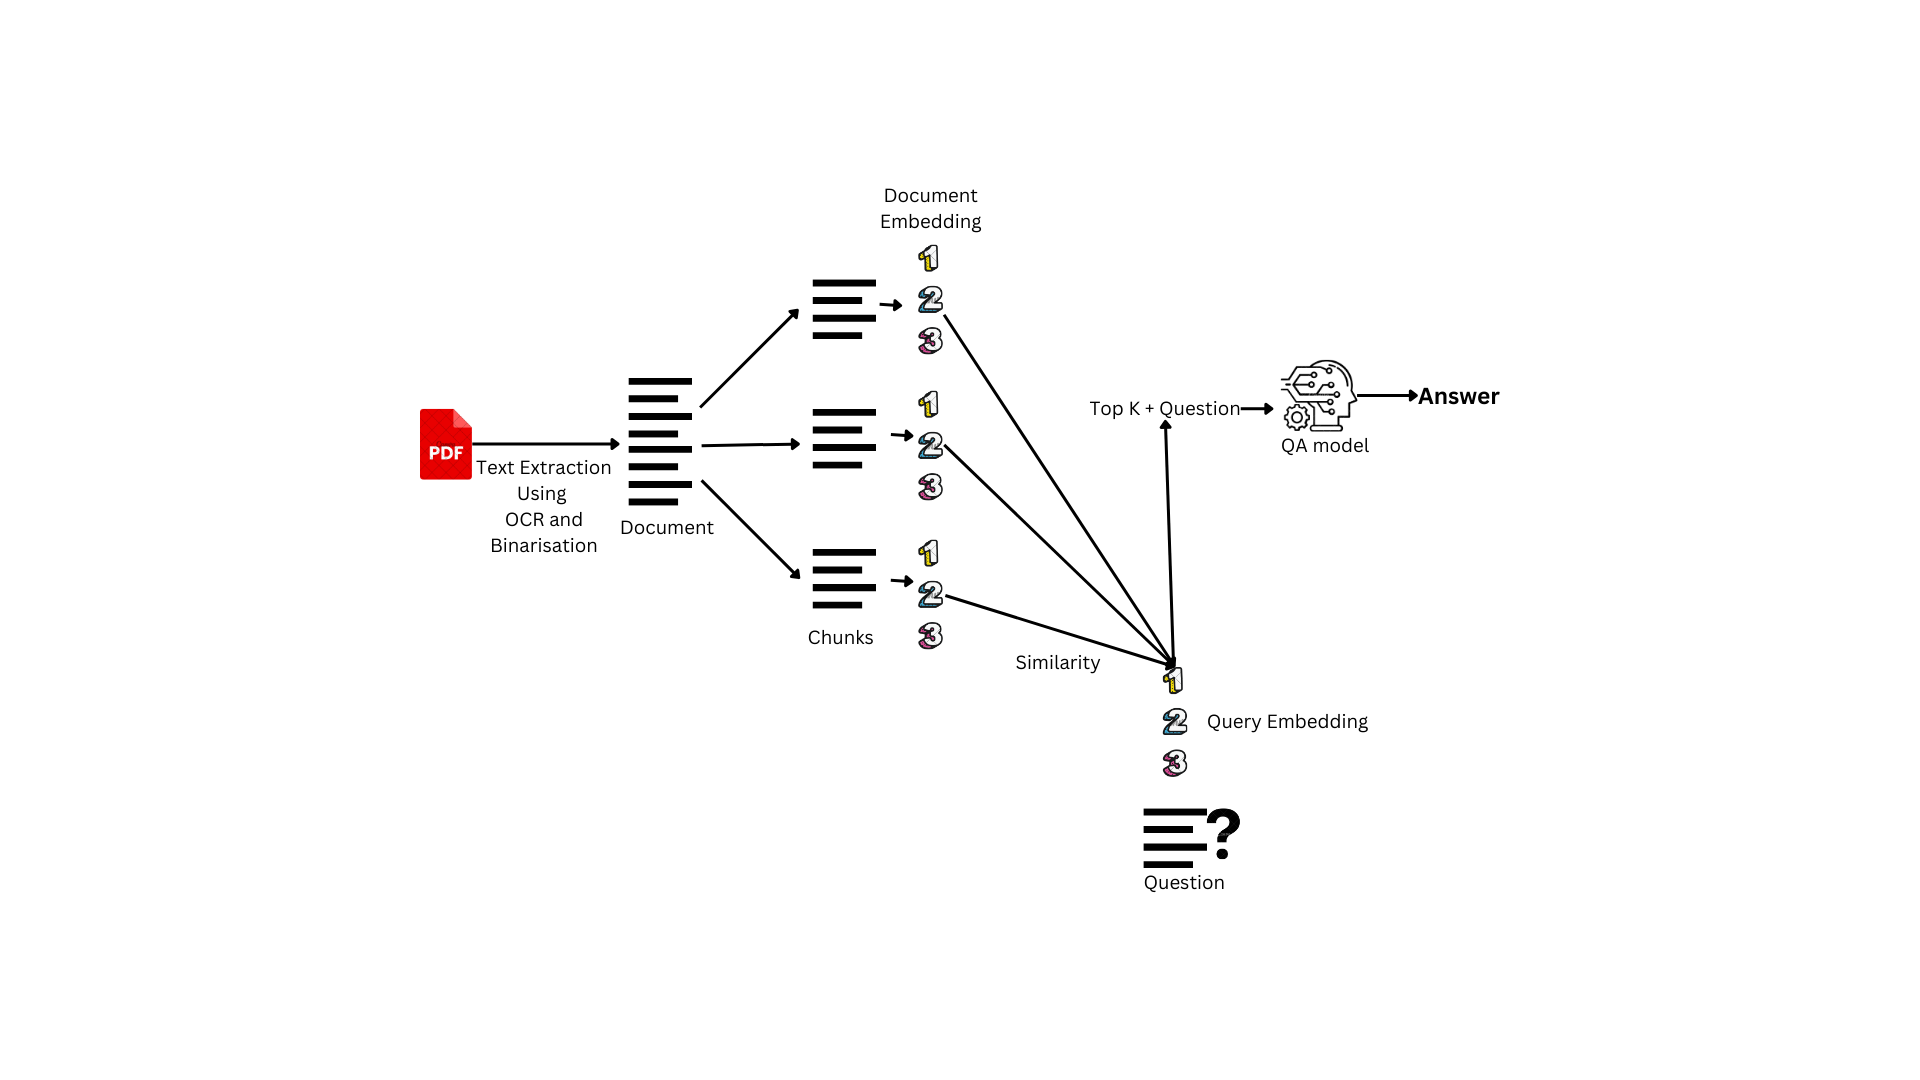 Document
Embedding
1
2
3
1
2
3
1
2
3
PDF
Text Extraction
Using
OCR and
Binarisation
Document
Chunks
Similarity
Top K + Question
QA model
Answer
1
2
3
Query Embedding
?
Question